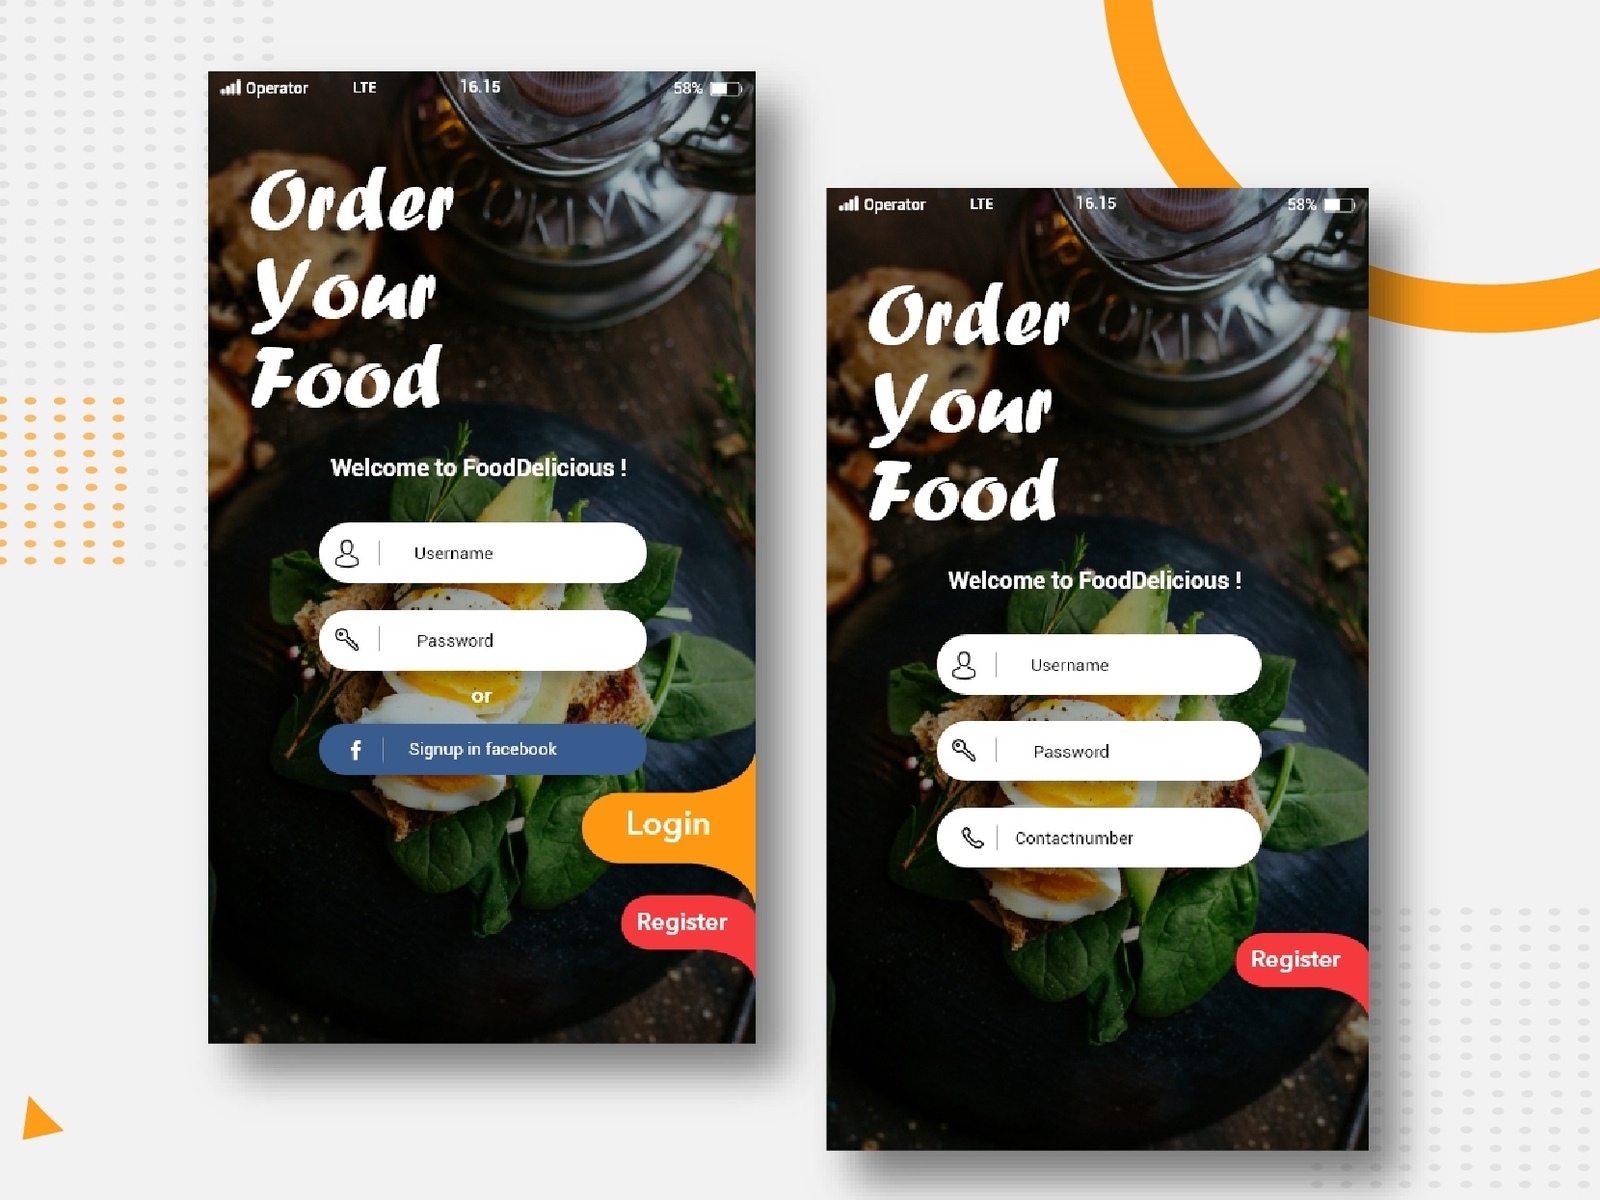 Operator LTE 16.15 58%
Order
Your
Food
Welcome to FoodDelicious !
Username
Password
or
f Signup in facebook
Login
Register
Operator LTE 16.15 58%
Order
Your
Food
Welcome to FoodDelicious !
Username
Password
Contactnumber
Register